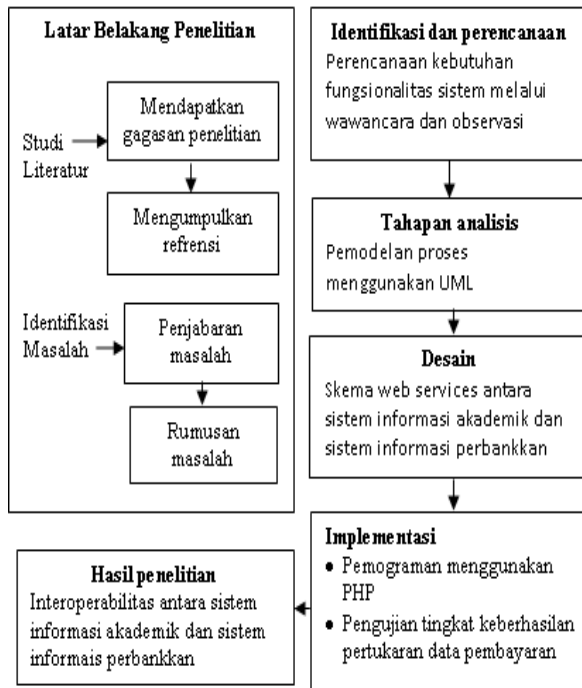 Latar Belakang Penelitian
Mendapatkan
gagasan penelitian
Studi
Literatur
Mengumpulkan
refrensi
Identifikasi
Masalah
Penjabaran
masalah
Rumusan
masalah
Identifikasi dan perencanaan
Perencanaan kebutuhan
fungsionalitas sistem melalui
wawancara dan observasi
Tahapan analisis
Pemodelan proses
menggunakan UML
Desain
Skema web services antara
sistem informasi akademik dan
sistem informasi perbankkan
Implementasi
• Pemograman menggunakan
PHP
• Pengujian tingkat keberhasilan
pertukaran data pembayaran
Hasil penelitian
Interoperabilitas antara sistem
informasi akademik dan sistem
informais perbankkan